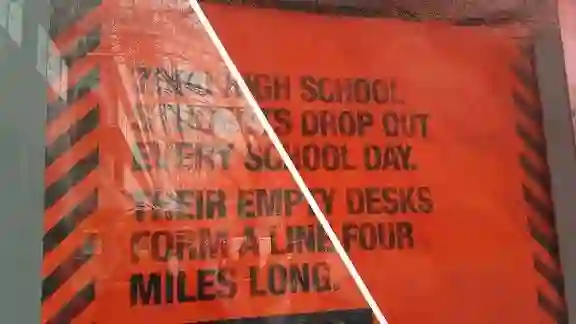 HIGH SCHOOL
DROP OUT
EVERY SCHOOL DAY.
THEIR EMPTY DESKS
FORM A LINE FOUR
MILES LONG.